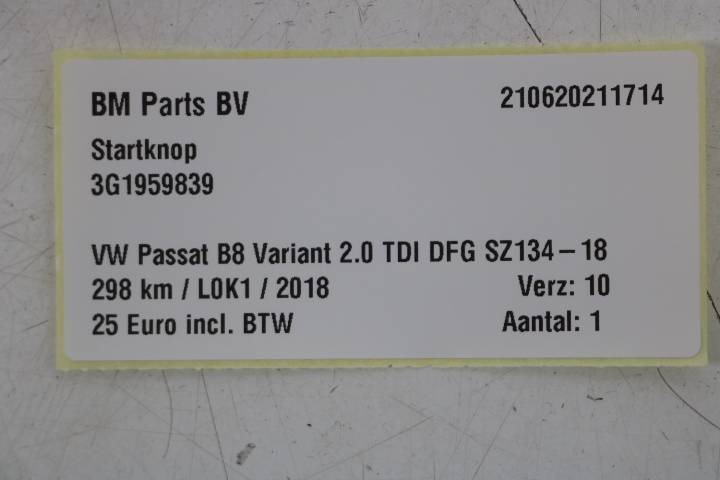 BM Parts BV 210620211714
Startknop
3G1959839
VW Passat B8 Variant 2.0 TDI DFG SZ134-18
298 km / L0K1 / 2018 Verz: 10
25 Euro incl. BTW Aantal: 1